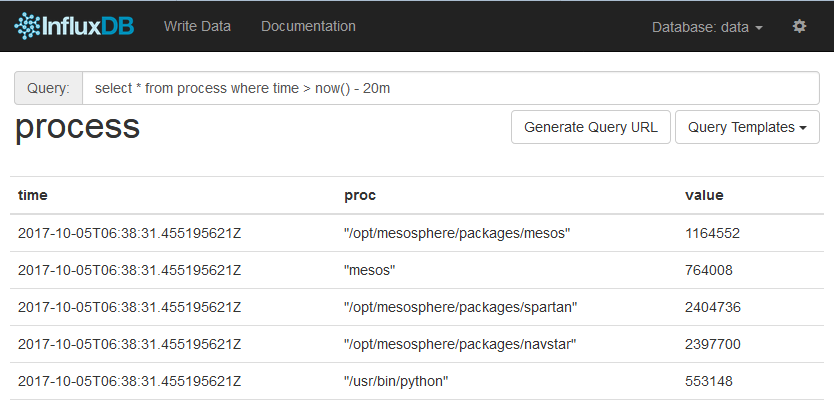 InfluxDB Write Data Documentation Database: data
Query: select * from process where time > now() - 20m
process Generate Query URL Query Templates
time proc value
2017-10-05T06:38:31.455195621Z "/opt/mesosphere/packages/mesos" 1164552
2017-10-05T06:38:31.455195621Z "mesos" 764008
2017-10-05T06:38:31.455195621Z "/opt/mesosphere/packages/spartan" 2404736
2017-10-05T06:38:31.455195621Z "/opt/mesosphere/packages/navstar" 2397700
2017-10-05T06:38:31.455195621Z "/usr/bin/python" 553148